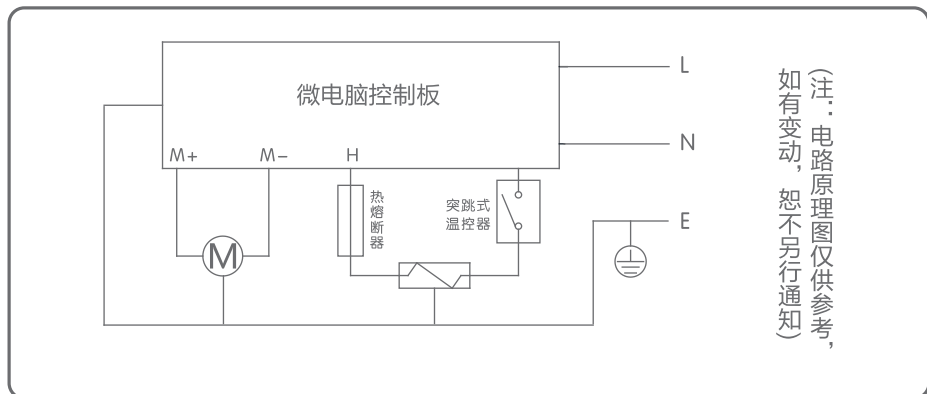 微电脑控制板
L
N
E
M+
M-
H
热熔断器
突跳式
温控器
M
(注：电路原理图仅供参考，
如有变动，恕不另行通知)